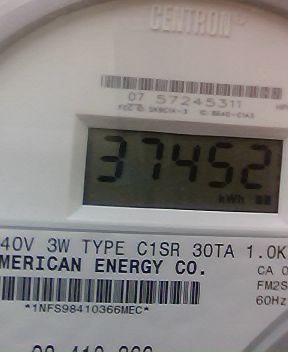 CENTRON®
07 57245311
37452
kWh
40V 3W TYPE C1SR 30TA 1.0K
MERICAN ENERGY CO.
CA 0
FM2S
60Hz
*1NFS98410366MEC*